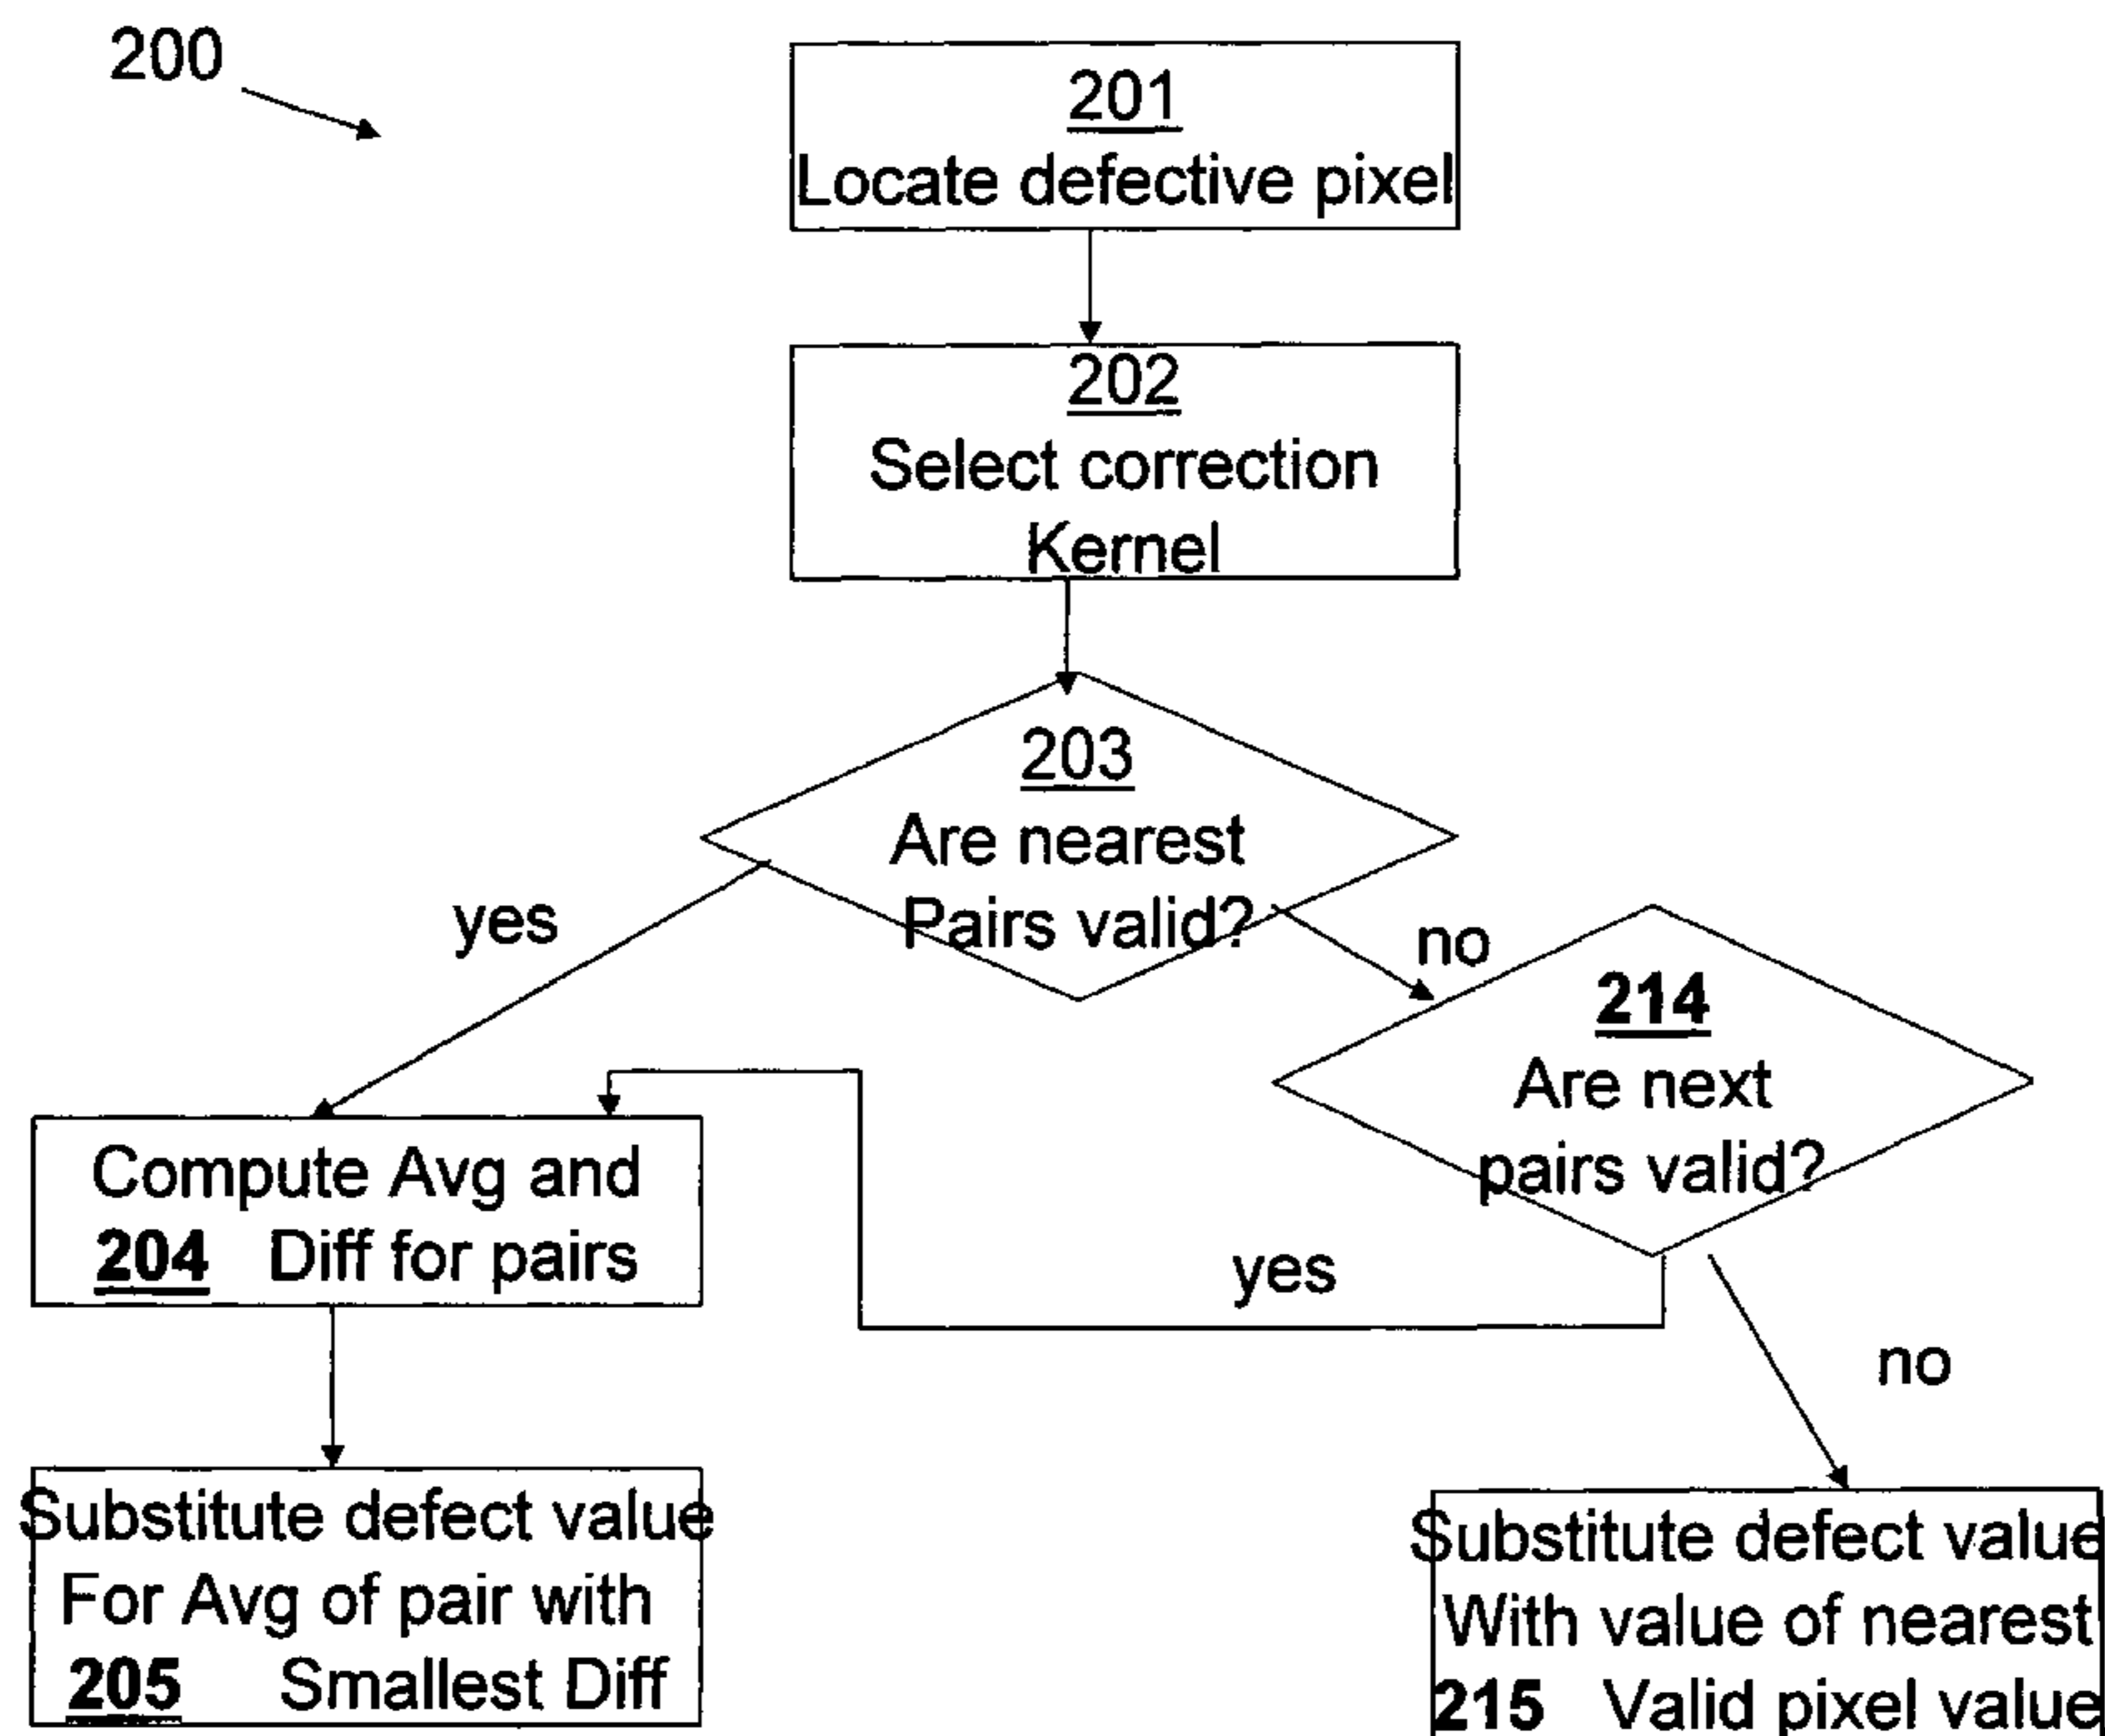 200
201
Locate defective pixel
202
Select correction
Kernel
203
Are nearest
Pairs valid?
yes
no
214
Are next
pairs valid?
Compute Avg and
204 Diff for pairs
yes
no
Substitute defect value
For Avg of pair with
205 Smallest Diff
Substitute defect value
With value of nearest
215 Valid pixel value